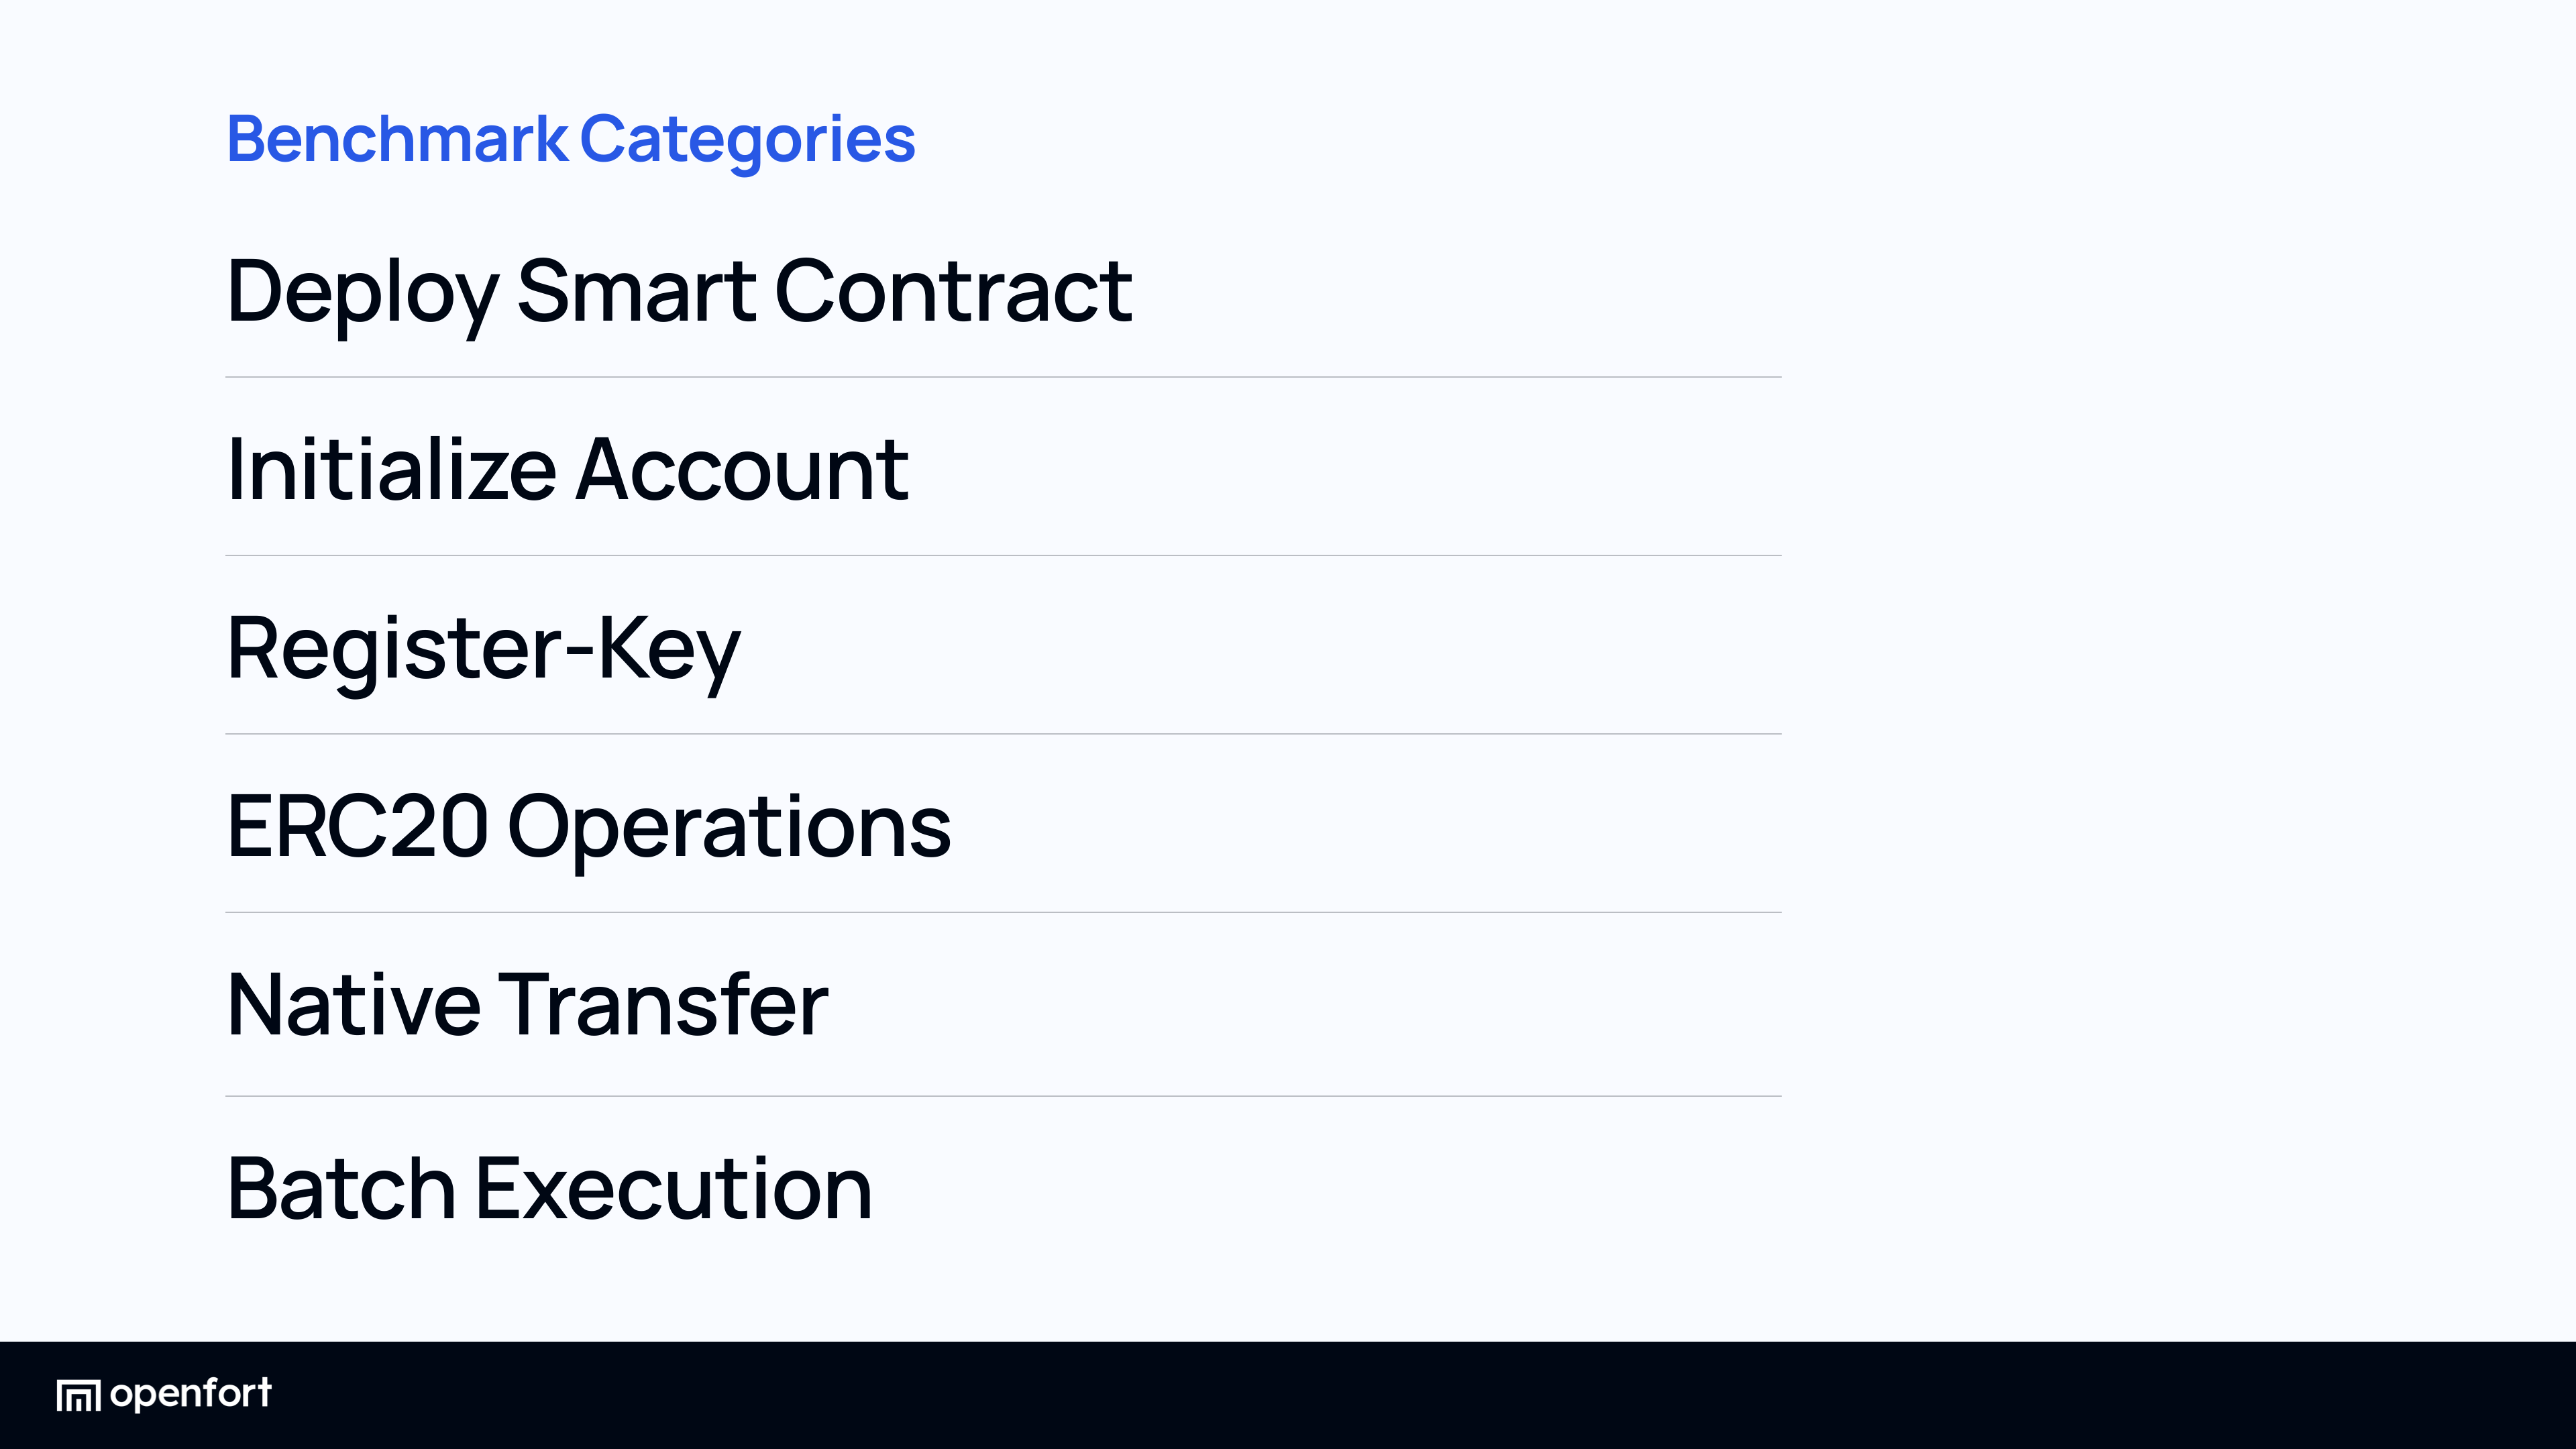 Benchmark Categories
Deploy Smart Contract
Initialize Account
Register-Key
ERC20 Operations
Native Transfer
Batch Execution
openfort